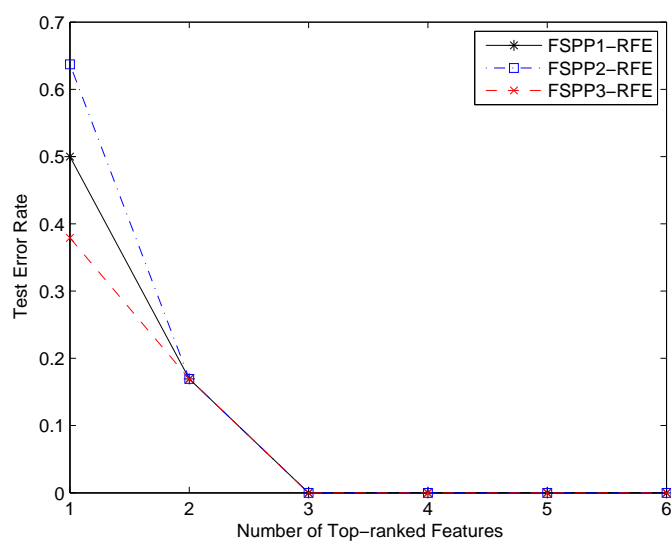 0.7
0.6
0.5
0.4
0.3
0.2
0.1
0
Test Error Rate
FSPP1−RFE
FSPP2−RFE
FSPP3−RFE
1 2 3 4 5 6
Number of Top−ranked Features